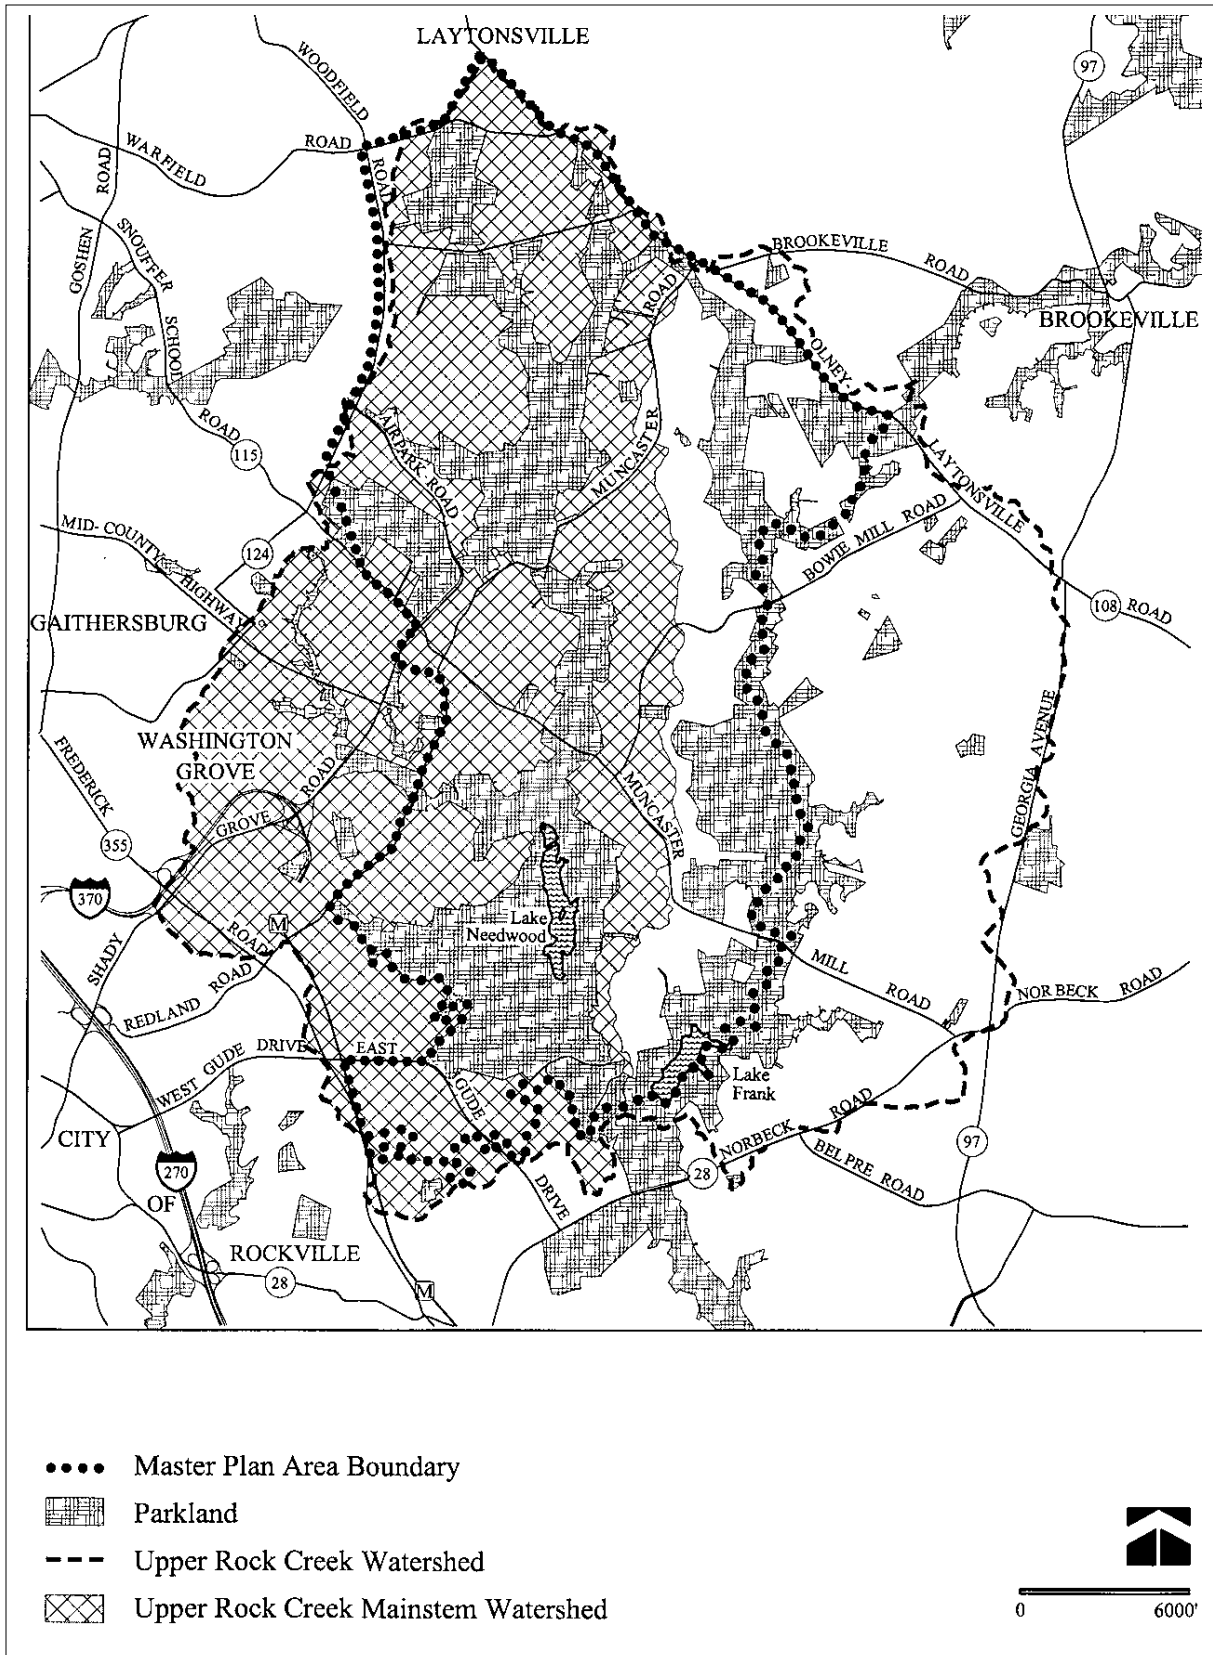 LAYTONSVILLE
WOODFIELD
97
ROAD
ROAD
WARFIELD
ROAD
SNOUFFER
GOSHEN
BROOKEVILLE
ROAD
ROAD
BROOKEVILLE
SCHOOL
OLNEY-
ROAD
115
AIRPARK ROAD
MUNCASTER
LAYTONSVILLE
MID-COUNTY
HIGHWAY
124
BOWIE MILL ROAD
108
ROAD
GAITHERSBURG
WASHINGTON
GROVE
FREDERICK
ROAD
GROVE
MUNCASTER
GEORGIA AVENUE
355
370
Lake
Needwood
M
ROAD
SHADY
REDLAND ROAD
MILL
ROAD
NORBECK ROAD
WEST GUDE DRIVE
EAST
GUDE
Lake
Frank
CITY
NORBECK ROAD
97
270
OF
DRIVE
28
BEL PRE ROAD
ROCKVILLE
28
M
Master Plan Area Boundary
Parkland
Upper Rock Creek Watershed
Upper Rock Creek Mainstem Watershed
0 6000'